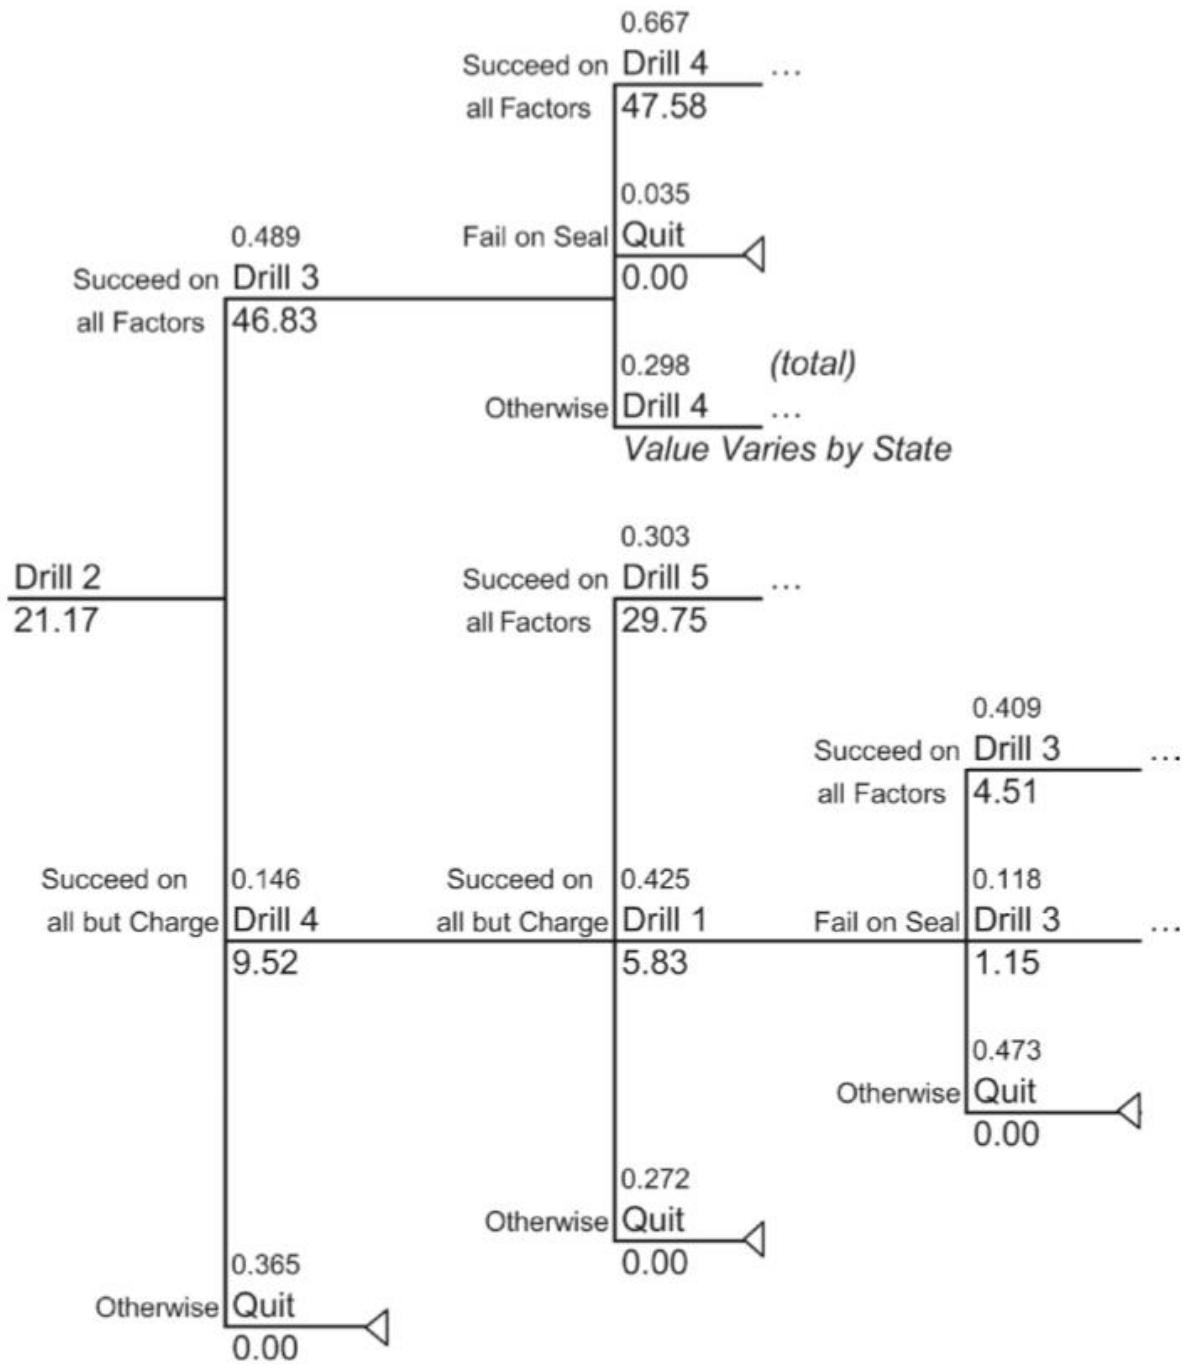 0.667
Succeed on Drill 4 ...
all Factors 47.58
0.035
Fail on Seal Quit
0.00
0.489
Succeed on Drill 3
all Factors 46.83
0.298 (total)
Otherwise Drill 4 ...
Value Varies by State
0.303
Drill 2
21.17
Succeed on Drill 5 ...
all Factors 29.75
0.409
Succeed on Drill 3 ...
all Factors 4.51
Succeed on 0.146
all but Charge Drill 4
9.52
Succeed on 0.425
all but Charge Drill 1
5.83
0.118
Fail on Seal Drill 3 ...
1.15
0.473
Otherwise Quit
0.00
0.272
Otherwise Quit
0.00
0.365
Otherwise Quit
0.00